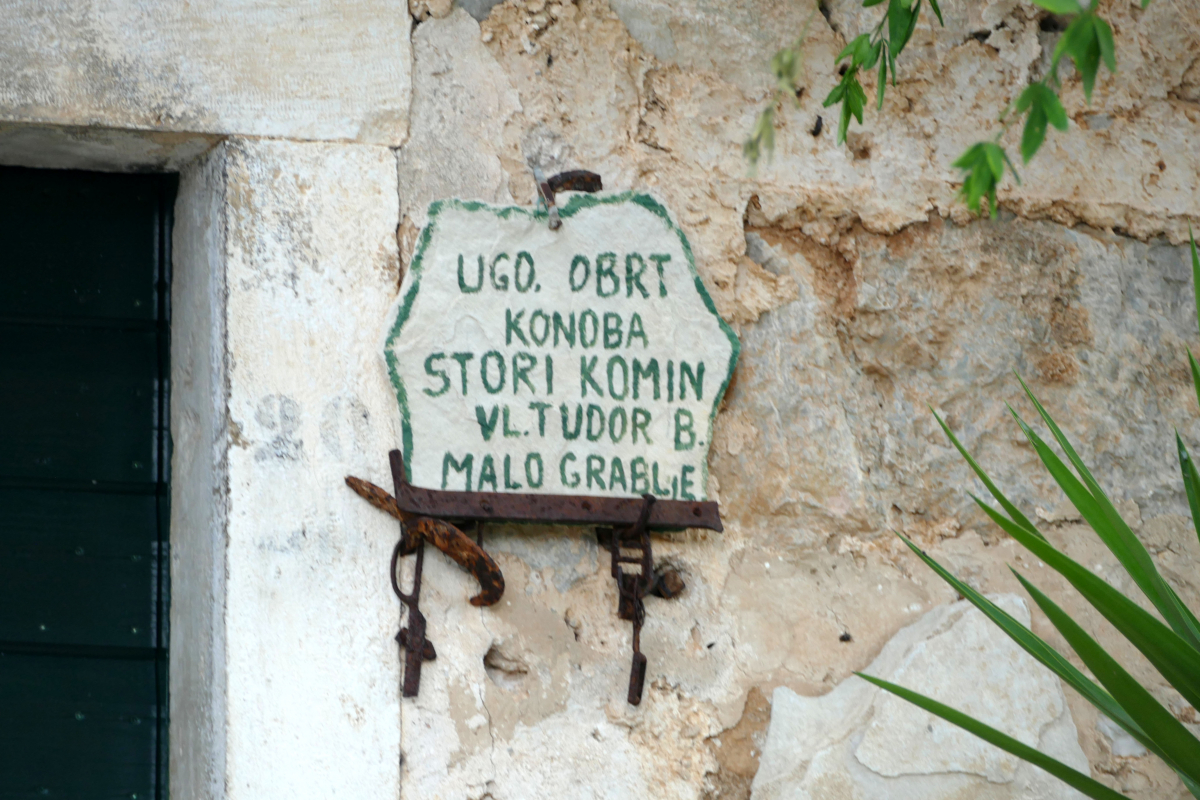 UGO. OBRT
KONOBA
STORI KOMIN
VL.TUDOR B.
MALO GRABLJE